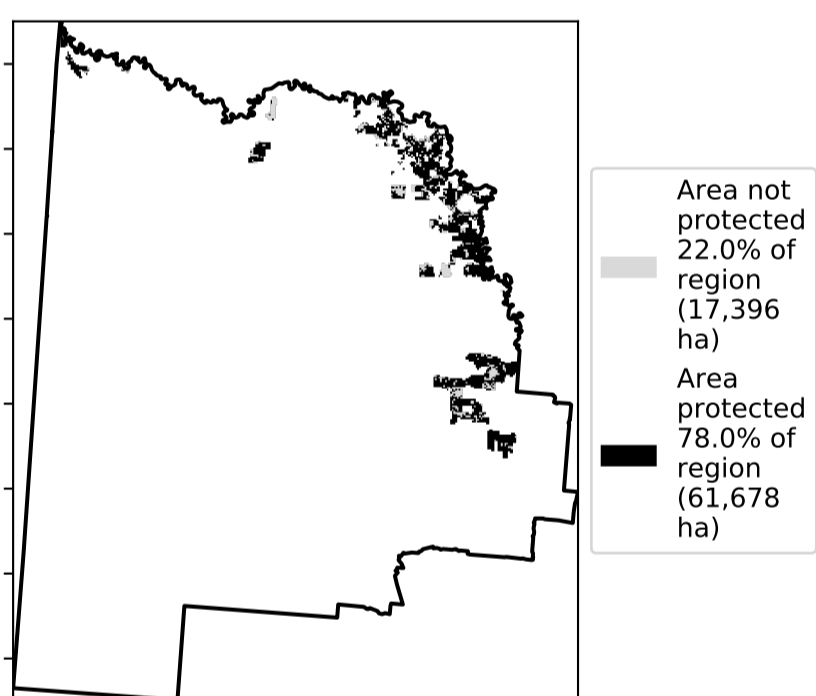 Area not
protected
22.0% of
region
(17,396
ha)
Area
protected
78.0% of
region
(61,678
ha)